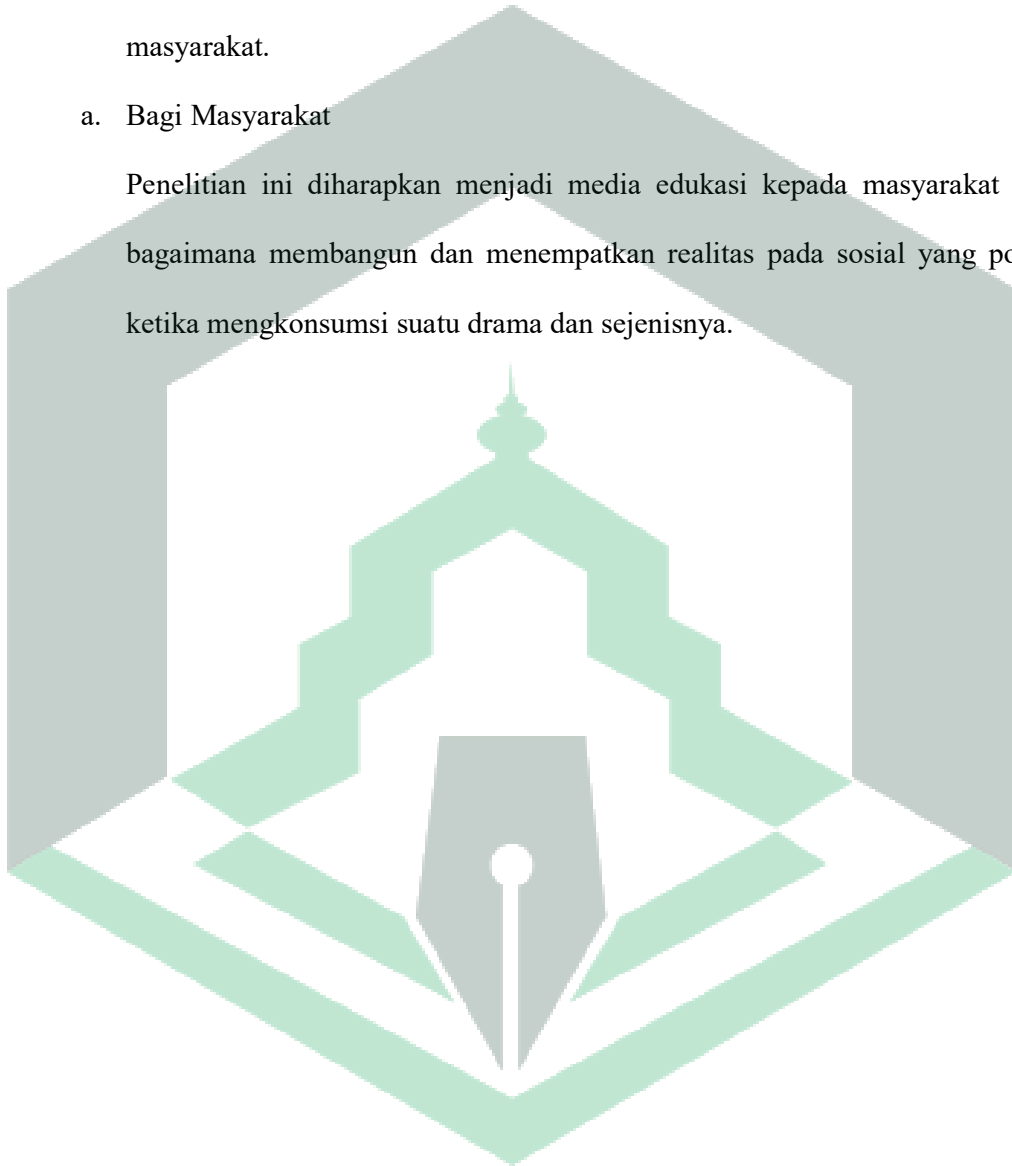 masyarakat.
a. Bagi Masyarakat
Penelitian ini diharapkan menjadi media edukasi kepada masyarakat
bagaimana membangun dan menempatkan realitas pada sosial yang
ketika mengkonsumsi suatu drama dan sejenisnya.